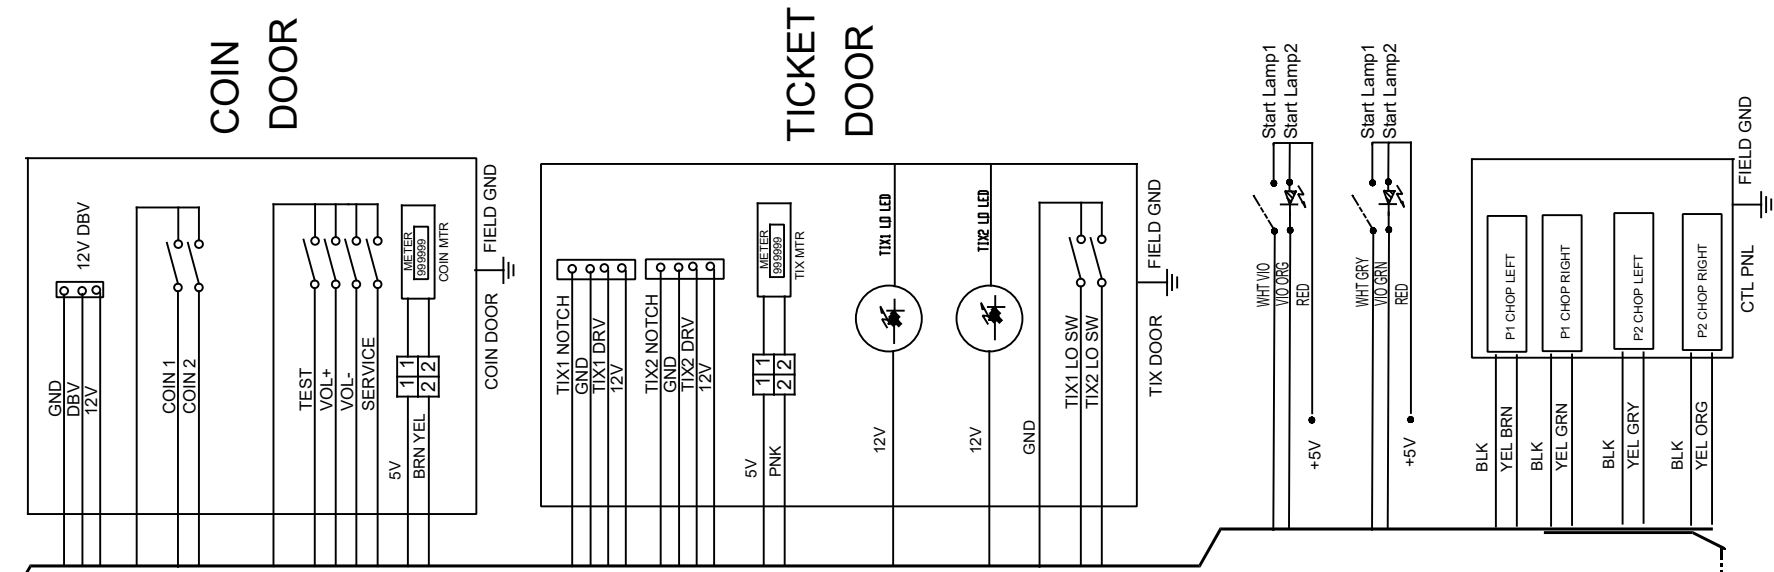 COIN
DOOR
12V DBV
GND
DBV
12V
COIN 1
COIN 2
TEST
VOL+
VOL-
SERVICE
METER
999999
COIN MTR
1 1
2 2
5V
BRN YEL
FIELD GND
COIN DOOR
TICKET
DOOR
TIX1 NOTCH
GND
TIX1 DRV
12V
TIX2 NOTCH
GND
TIX2 DRV
12V
METER
999999
TIX MTR
1 1
2 2
5V
PNK
TIX1 LO LED
12V
TIX2 LO LED
12V
GND
TIX1 LO SW
TIX2 LO SW
FIELD GND
TIX DOOR
Start Lamp1
Start Lamp2
WHT VIO
VIO ORG
RED
+5V
Start Lamp1
Start Lamp2
WHT GRY
VIO GRN
RED
+5V
P1 CHOP LEFT
P1 CHOP RIGHT
P2 CHOP LEFT
P2 CHOP RIGHT
BLK
YEL BRN
BLK
YEL GRN
BLK
YEL GRY
BLK
YEL ORG
FIELD GND
CTL PNL